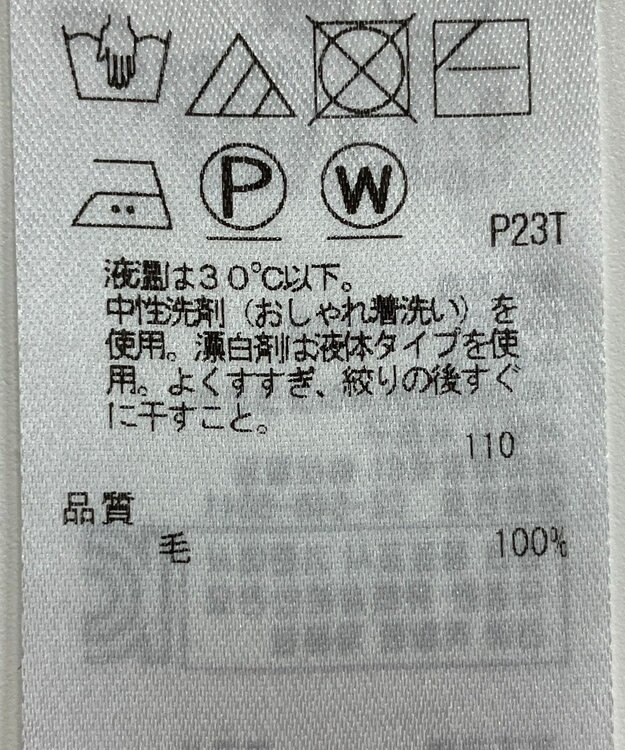 P
W
P23T
液温は30℃以下。
中性洗剤（おしゃれ着洗い）を
使用。漂白剤は液体タイプを使
用。よくすすぎ、絞りの後すぐ
に干すこと。
110
品質
毛 100%